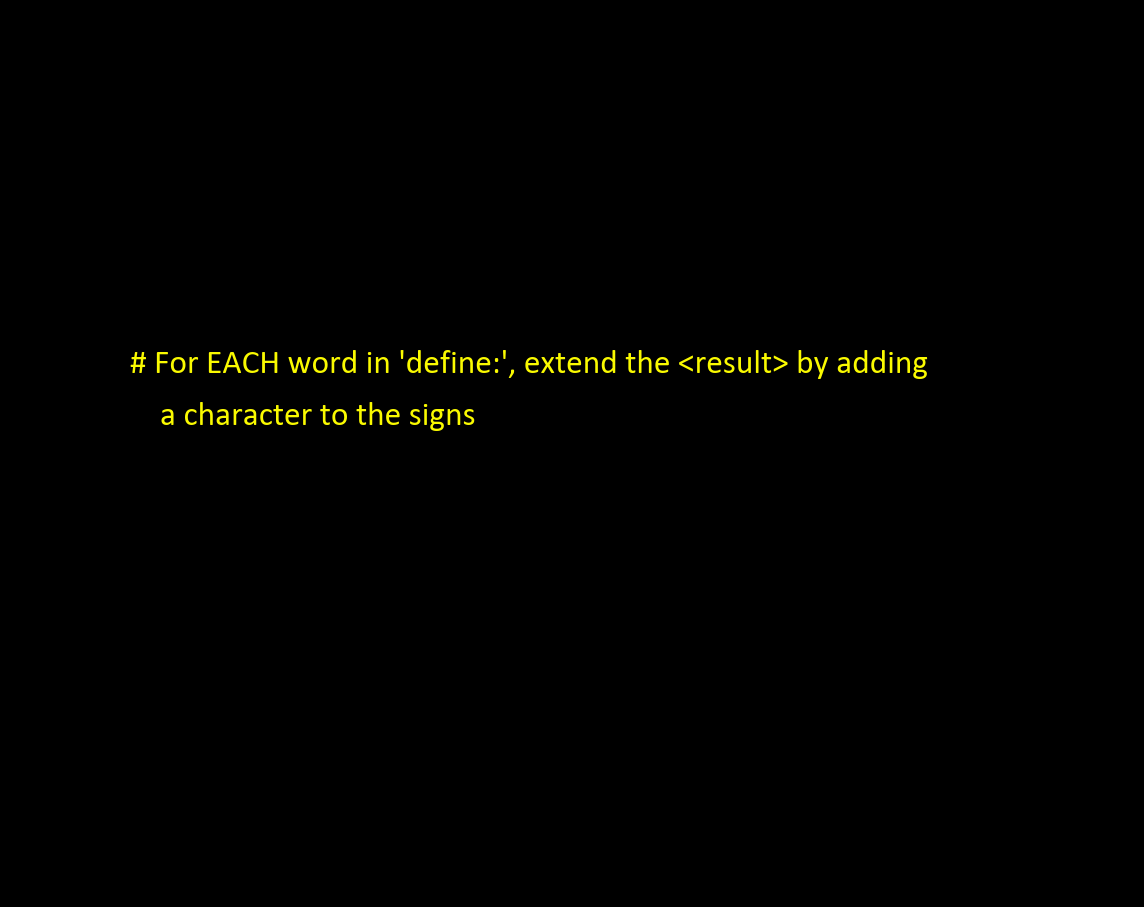 # For EACH word in 'define:', extend the <result> by adding
a character to the signs